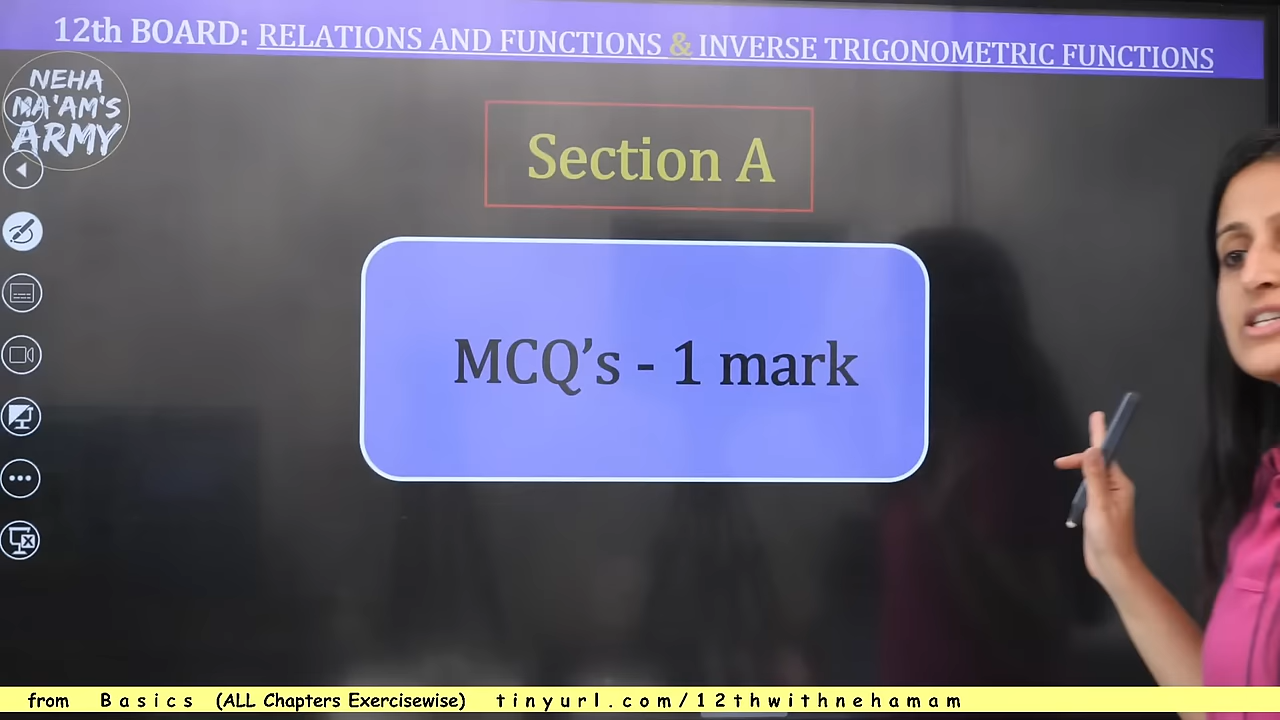 12th BOARD: RELATIONS AND FUNCTIONS & INVERSE TRIGONOMETRIC FUNCTIONS
NEHA
MA'AM'S
ARMY
Section A
MCQ’s - 1 mark
from Basics (ALL Chapters Exercisewise) tinyurl.com/12thwithnehamam